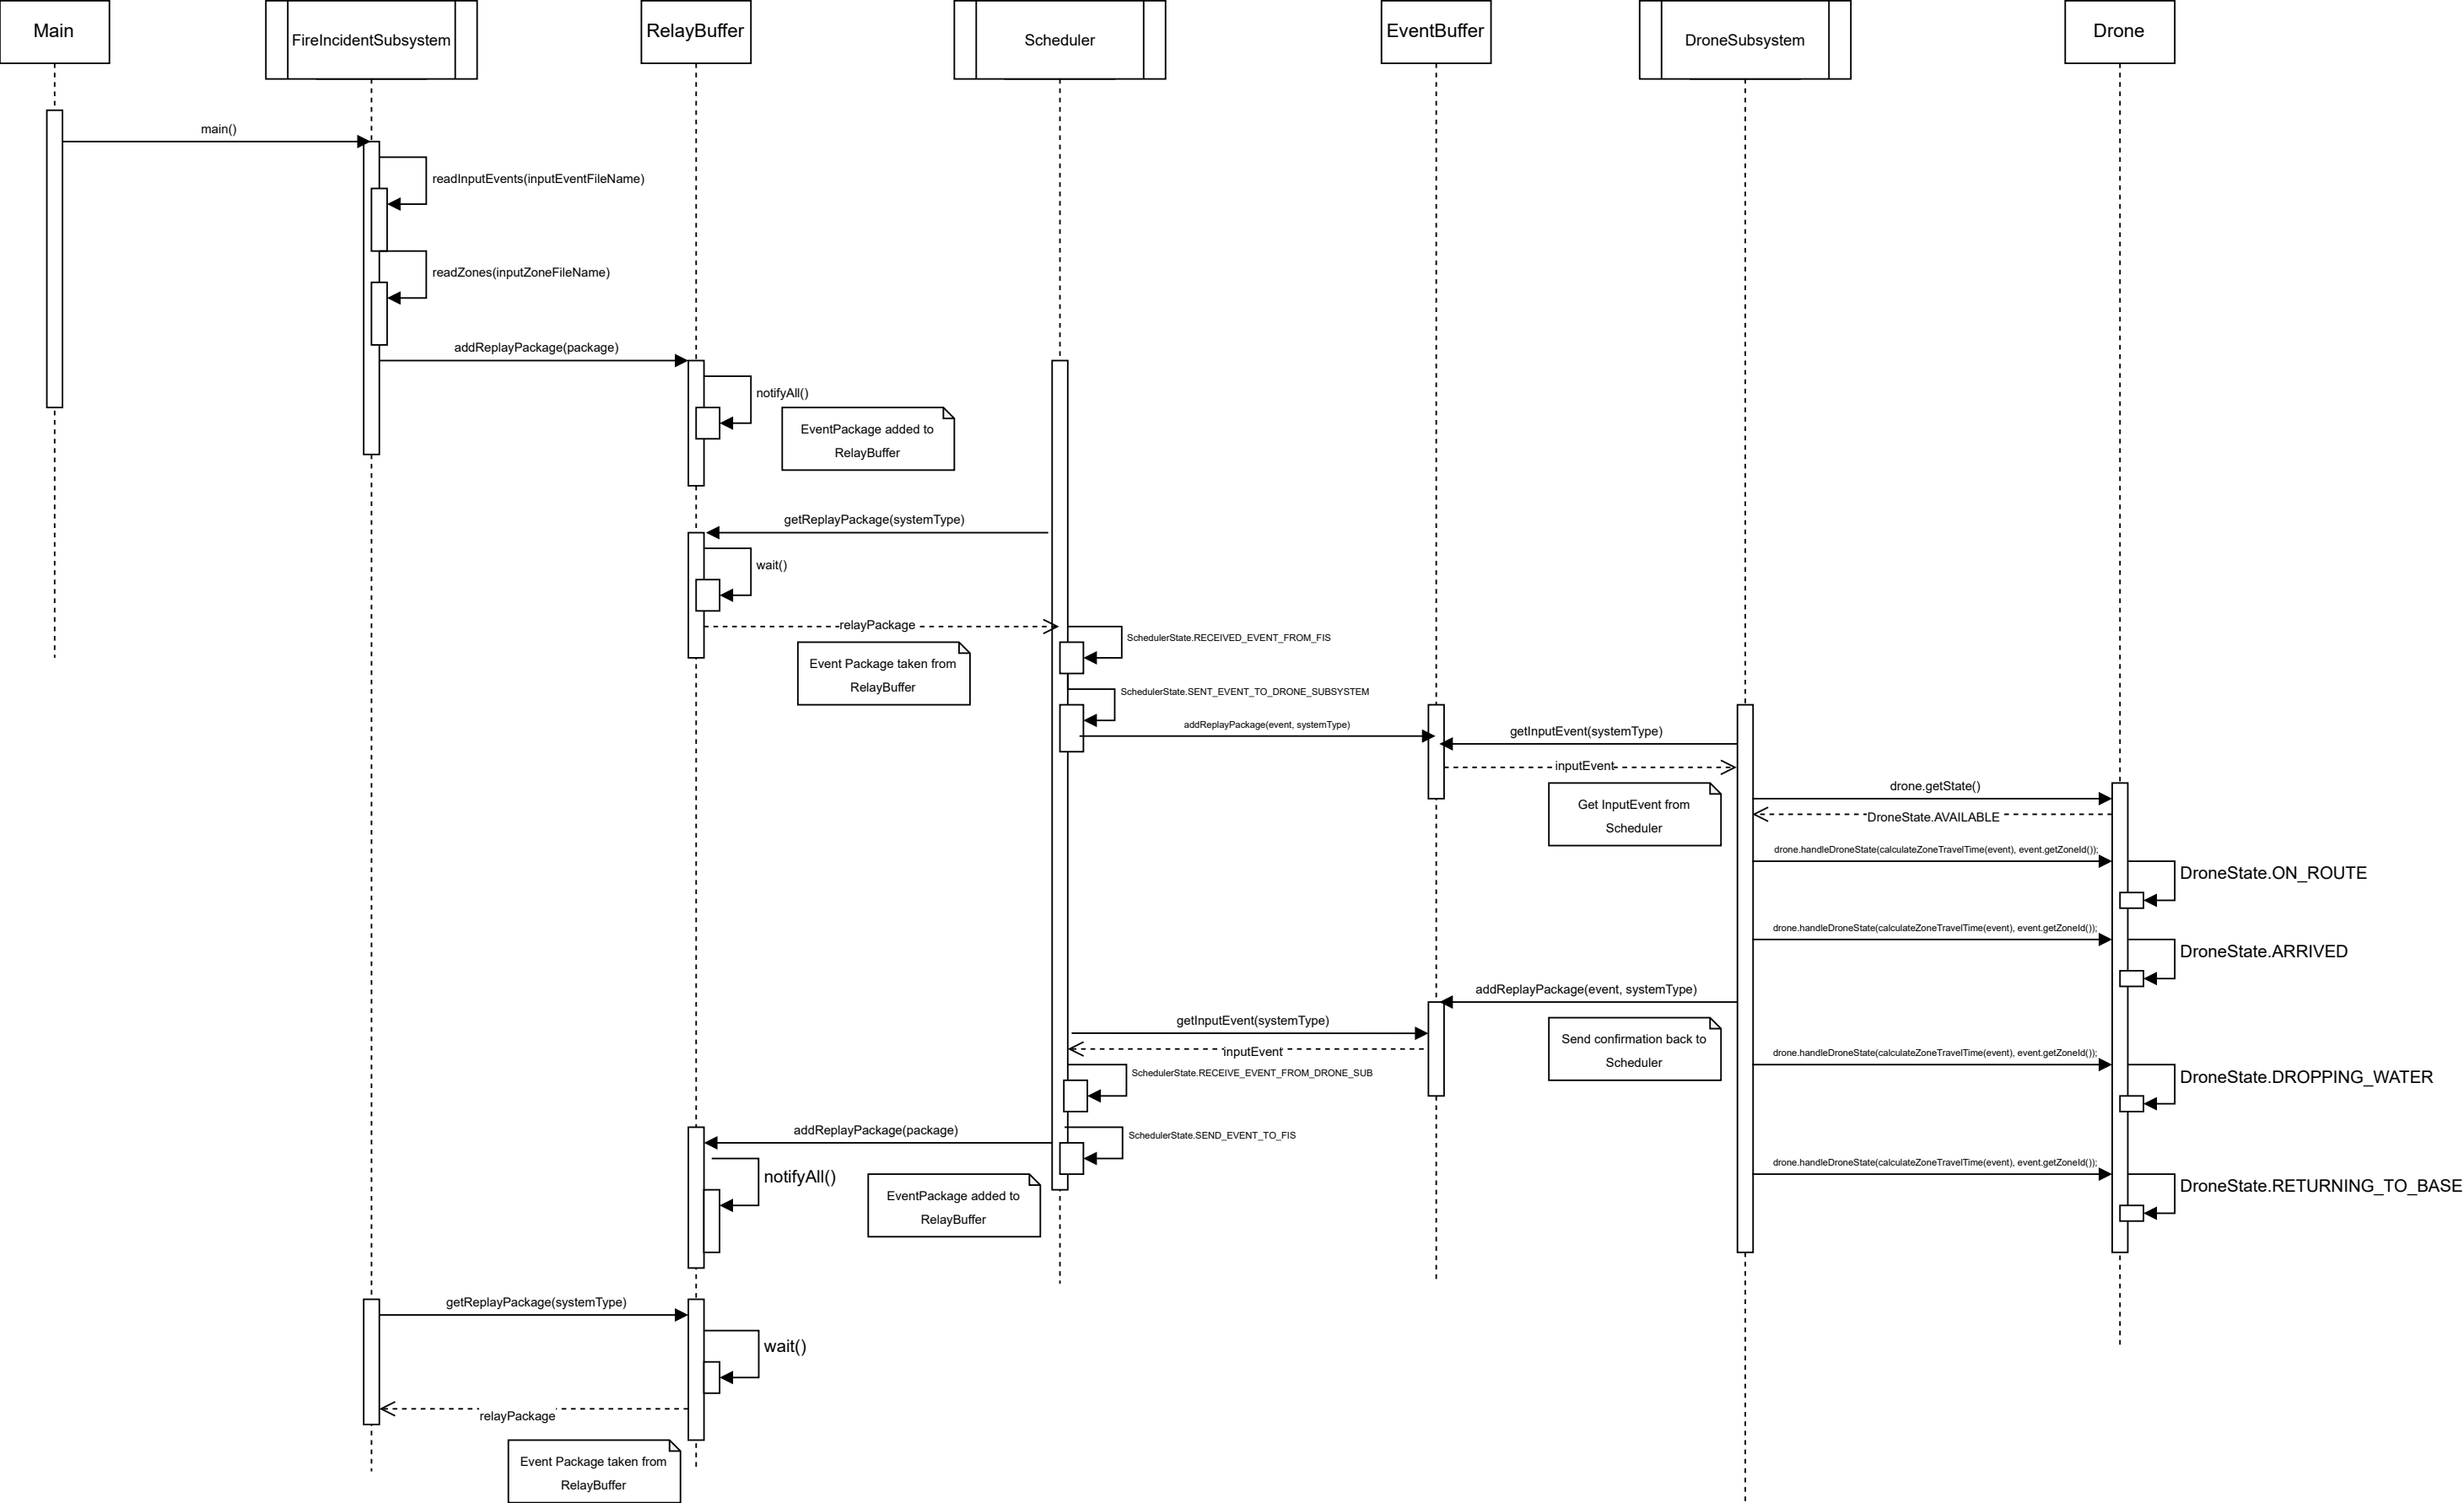 Main
FireIncidentSubsystem
RelayBuffer
Scheduler
EventBuffer
DroneSubsystem
Drone
main()
readInputEvents(inputEventFileName)
readZones(inputZoneFileName)
addReplayPackage(package)
notifyAll()
EventPackage added to
RelayBuffer
getReplayPackage(systemType)
wait()
relayPackage
SchedulerState.RECEIVED_EVENT_FROM_FIS
Event Package taken from
RelayBuffer
SchedulerState.SENT_EVENT_TO_DRONE_SUBSYSTEM
addReplayPackage(event, systemType)
getInputEvent(systemType)
inputEvent
Get InputEvent from
Scheduler
drone.getState()
DroneState.AVAILABLE
drone.handleDroneState(calculateZoneTravelTime(event), event.getZoneId());
DroneState.ON_ROUTE
drone.handleDroneState(calculateZoneTravelTime(event), event.getZoneId());
DroneState.ARRIVED
addReplayPackage(event, systemType)
getInputEvent(systemType)
inputEvent
Send confirmation back to
Scheduler
drone.handleDroneState(calculateZoneTravelTime(event), event.getZoneId());
DroneState.DROPPING_WATER
SchedulerState.RECEIVE_EVENT_FROM_DRONE_SUB
addReplayPackage(package)
SchedulerState.SEND_EVENT_TO_FIS
notifyAll()
EventPackage added to
RelayBuffer
drone.handleDroneState(calculateZoneTravelTime(event), event.getZoneId());
DroneState.RETURNING_TO_BASE
getReplayPackage(systemType)
wait()
relayPackage
Event Package taken from
RelayBuffer